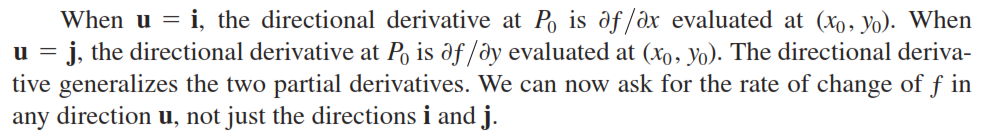 When u = i, the directional derivative at P₀ is ∂f/∂x evaluated at (x₀, y₀). When
u = j, the directional derivative at P₀ is ∂f/∂y evaluated at (x₀, y₀). The directional deriva-
tive generalizes the two partial derivatives. We can now ask for the rate of change of f in
any direction u, not just the directions i and j.